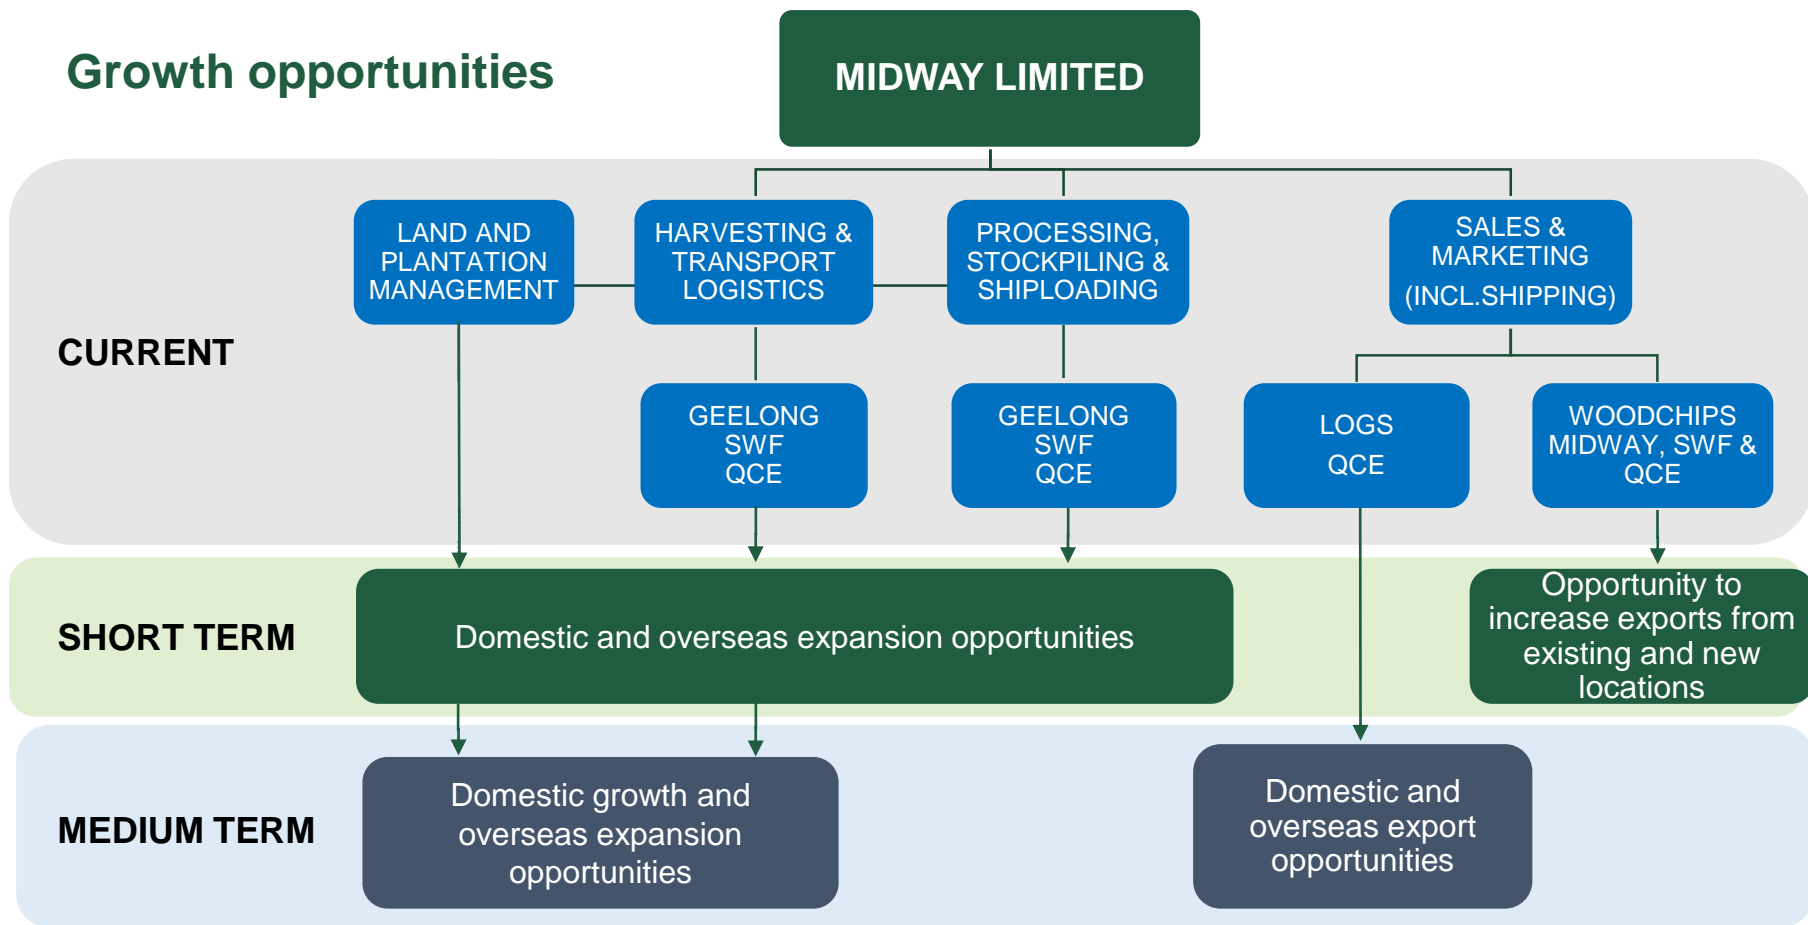 Growth opportunities
MIDWAY LIMITED
CURRENT
LAND AND
PLANTATION
MANAGEMENT
HARVESTING &
TRANSPORT
LOGISTICS
PROCESSING,
STOCKPILING &
SHIPLOADING
SALES &
MARKETING
(INCL.SHIPPING)
GEELONG
SWF
QCE
GEELONG
SWF
QCE
LOGS
QCE
WOODCHIPS
MIDWAY, SWF &
QCE
SHORT TERM
Domestic and overseas expansion opportunities
Opportunity to
increase exports from
existing and new
locations
MEDIUM TERM
Domestic growth and
overseas expansion
opportunities
Domestic and
overseas export
opportunities